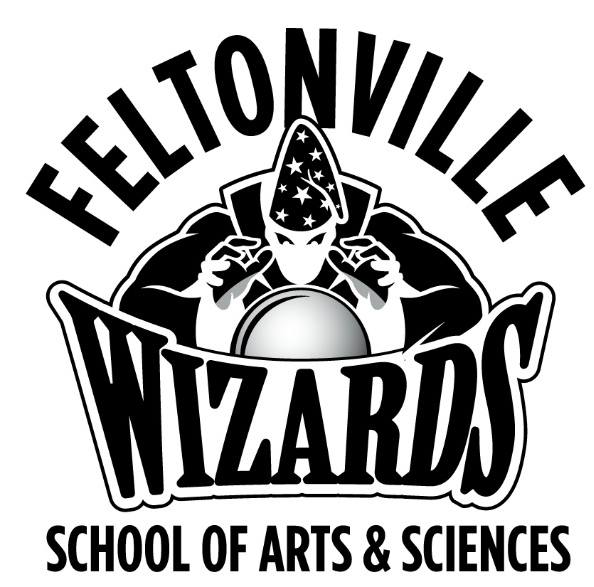 FELTONVILLE
WIZARDS
SCHOOL OF ARTS & SCIENCES